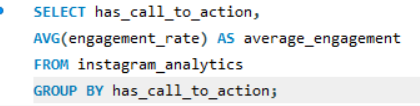 SELECT has_call_to_action,
AVG(engagement_rate) AS average_engagement
FROM instagram_analytics
GROUP BY has_call_to_action;